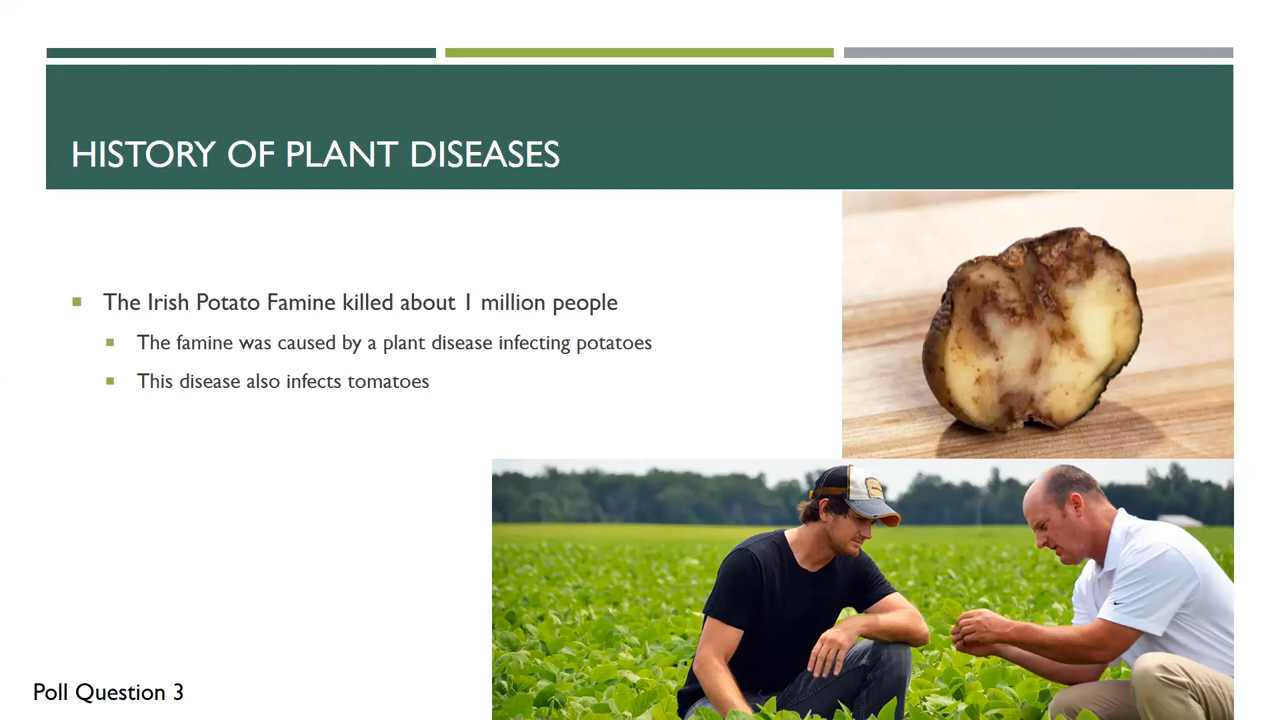 HISTORY OF PLANT DISEASES
The Irish Potato Famine killed about 1 million people
The famine was caused by a plant disease infecting potatoes
This disease also infects tomatoes
Poll Question 3